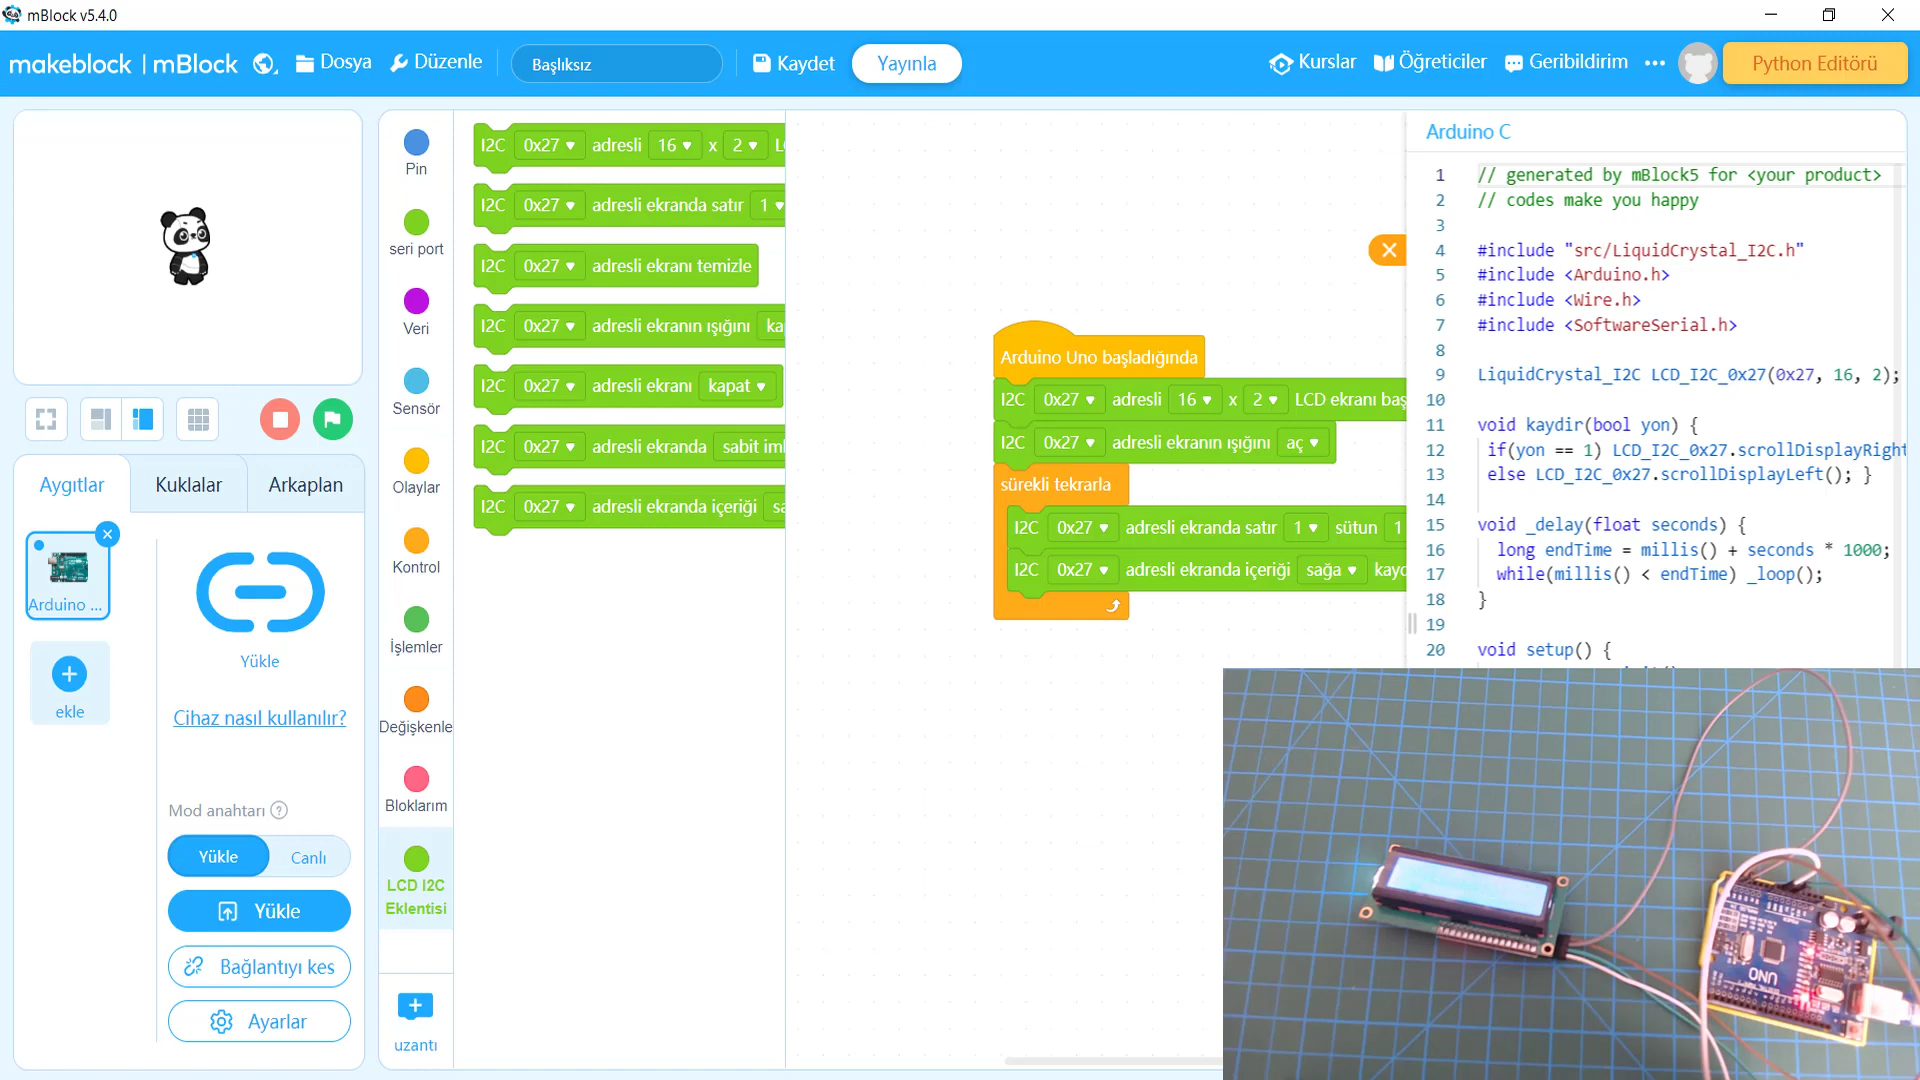 mBlock v5.4.0
makeblock | mBlock
Dosya
Düzenle
Başlıksız
Kaydet
Yayınla
Kurslar
Öğreticiler
Geribildirim
Python Editörü
Aygıtlar
Kuklalar
Arkaplan
Arduino ...
ekle
Yükle
Cihaz nasıl kullanılır?
Mod anahtarı ?
Yükle
Canlı
Yükle
Bağlantıyı kes
Ayarlar
Pin
seri port
Veri
Sensör
Olaylar
Kontrol
İşlemler
Değişkenle
Bloklarım
LCD I2C
Eklentisi
uzantı
I2C 0x27 adresli 16 x 2 L
I2C 0x27 adresli ekranda satır 1
I2C 0x27 adresli ekranı temizle
I2C 0x27 adresli ekranın ışığını ka
I2C 0x27 adresli ekranı kapat
I2C 0x27 adresli ekranda sabit iml
I2C 0x27 adresli ekranda içeriği sa
Arduino Uno başladığında
I2C 0x27 adresli 16 x 2 LCD ekranı baş
I2C 0x27 adresli ekranın ışığını aç
sürekli tekrarla
I2C 0x27 adresli ekranda satır 1 sütun 1
I2C 0x27 adresli ekranda içeriği sağa kayd
Arduino C
1 // generated by mBlock5 for <your product>
2 // codes make you happy
3
4 #include "src/LiquidCrystal_I2C.h"
5 #include <Arduino.h>
6 #include <Wire.h>
7 #include <SoftwareSerial.h>
8
9 LiquidCrystal_I2C LCD_I2C_0x27(0x27, 16, 2);
10
11 void kaydir(bool yon) {
12 if(yon == 1) LCD_I2C_0x27.scrollDisplayRight
13 else LCD_I2C_0x27.scrollDisplayLeft(); }
14
15 void _delay(float seconds) {
16 long endTime = millis() + seconds * 1000;
17 while(millis() < endTime) _loop();
18 }
19
20 void setup() {
UNO